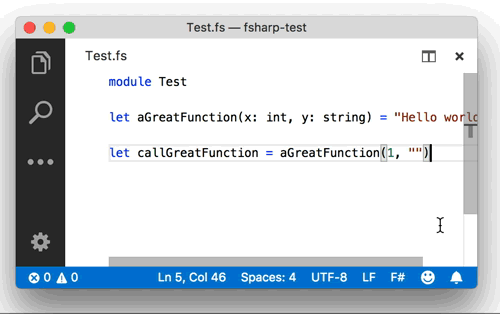 Test.fs — fsharp-test
Test.fs
module Test
let aGreatFunction(x: int, y: string) = "Hello world
let callGreatFunction = aGreatFunction(1, "")
0 0 Ln 5, Col 46 Spaces: 4 UTF-8 LF F#